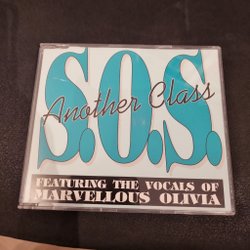 S.O.S.
Another Class
FEATURING THE VOCALS OF
MARVELLOUS OLIVIA